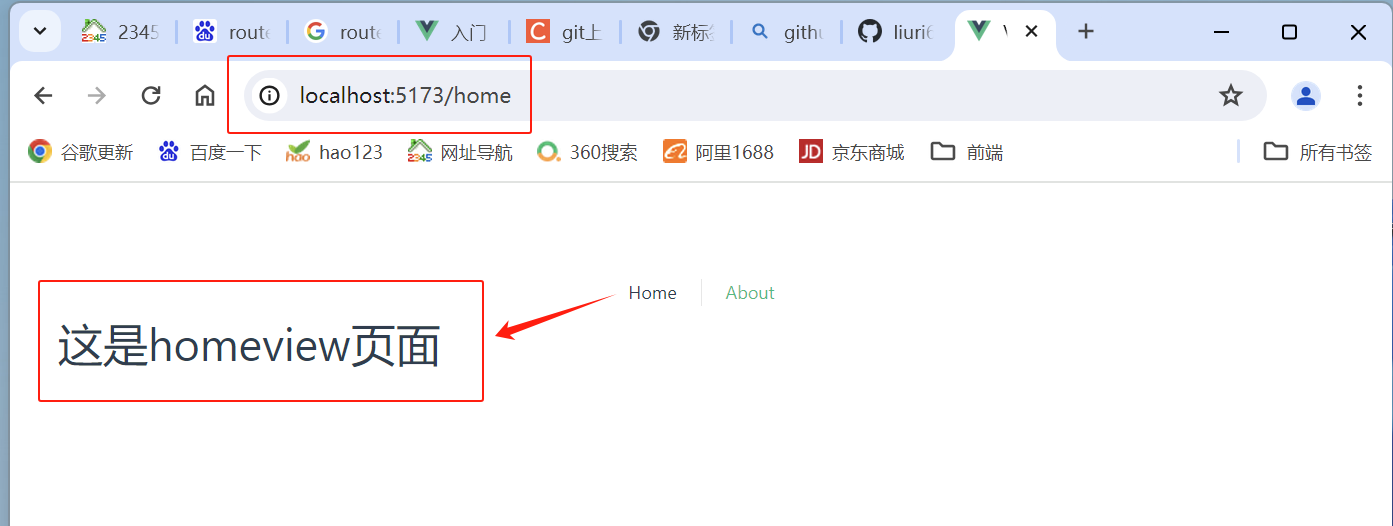 2345
route
route
入门
git上
新标
githu
liuri6
localhost:5173/home
谷歌更新
百度一下
hao123
网址导航
360搜索
阿里1688
京东商城
前端
所有书签
Home
About
这是homeview页面